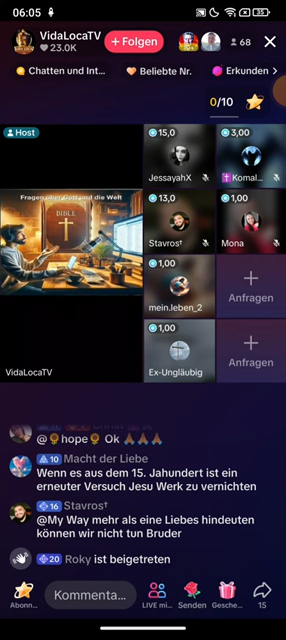 06:05
35
VidaLocaTV
23.0K
+ Folgen
68
Chatten und Int...
Beliebte Nr.
Erkunden
0/10
Host
15,0
JessayahX
3,00
Komal...
Fragen über Gott und die Welt
BIBLE
13,0
Stavros†
1,00
Mona
1,00
mein.leben_2
Anfragen
1,00
Ex-Ungläubig
Anfragen
VidaLocaTV
@🌻hope🌻 Ok 🙏🙏🙏
10 Macht der Liebe
Wenn es aus dem 15. Jahundert ist ein
erneuter Versuch Jesu Werk zu vernichten
16 Stavros†
@My Way mehr als eine Liebes hindeuten
können wir nicht tun Bruder
20 Roky ist beigetreten
Abonn...
Kommenta...
LIVE mi...
Senden
Gesche...
15